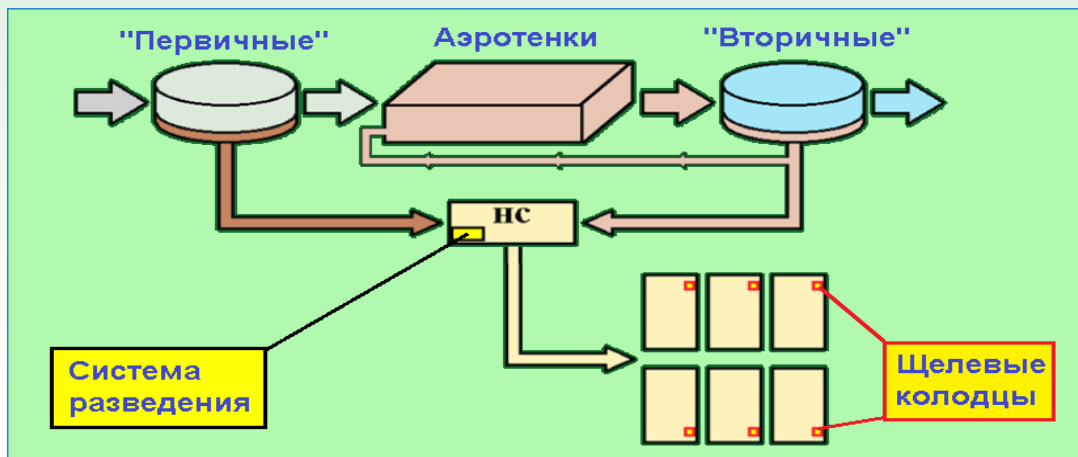 "Первичные"
Аэротенки
"Вторичные"
нс
Система
разведения
Щелевые
колодцы